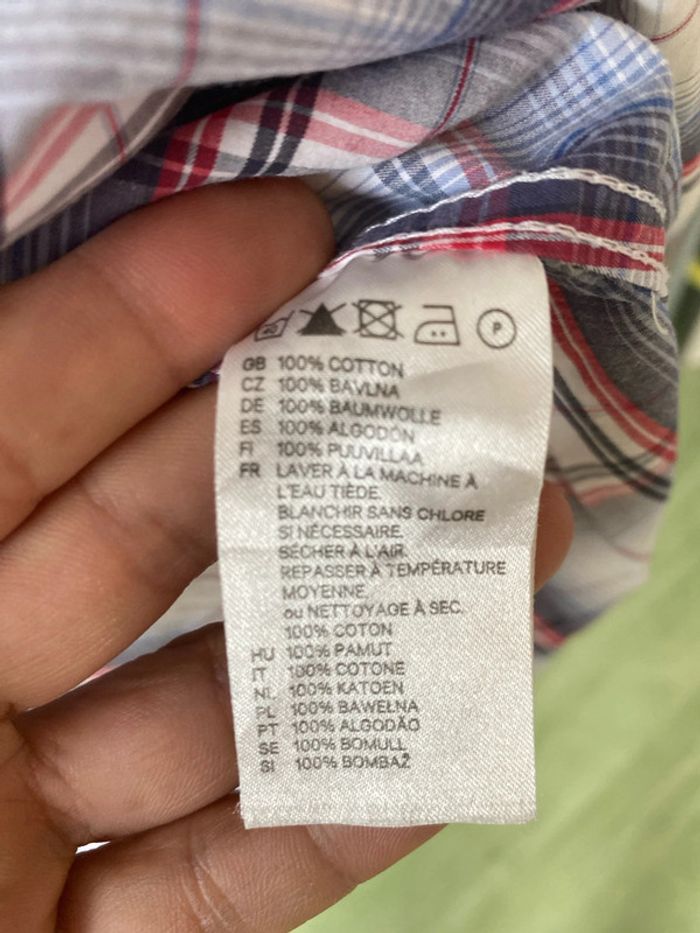 40
P
GB 100% COTTON
CZ 100% BAVLNA
DE 100% BAUMWOLLE
ES 100% ALGODÓN
FI 100% PUUVILLAA
FR LAVER À LA MACHINE À
L'EAU TIÈDE.
BLANCHIR SANS CHLORE
SI NÉCESSAIRE.
SÉCHER À L'AIR.
REPASSER À TEMPÉRATURE
MOYENNE.
ou NETTOYAGE À SEC.
100% COTON
HU 100% PAMUT
IT 100% COTONE
NL 100% KATOEN
PL 100% BAWEŁNA
PT 100% ALGODÃO
SE 100% BOMULL
SI 100% BOMBAŽ